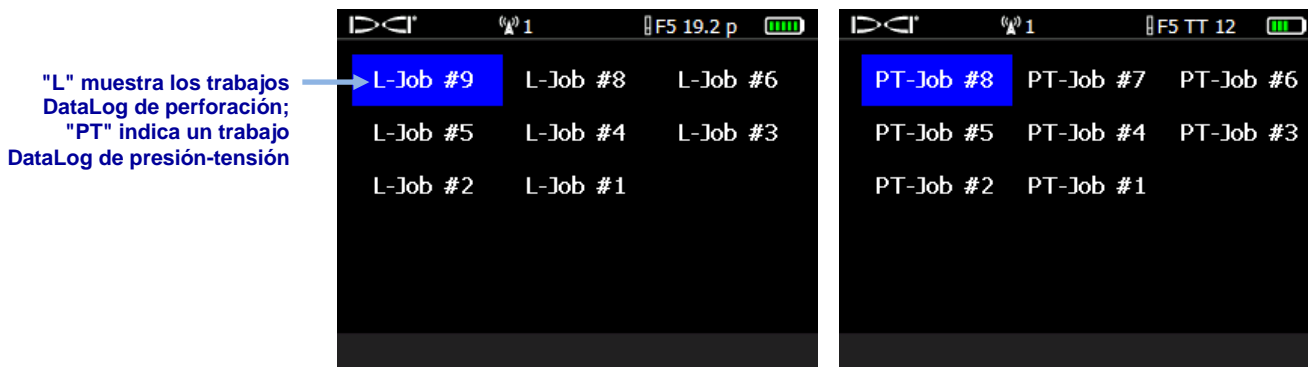 "L" muestra los trabajos
DataLog de perforación;
"PT" indica un trabajo
DataLog de presión-tensión
DCI 1 F5 19.2 p
L-Job #9 L-Job #8 L-Job #6
L-Job #5 L-Job #4 L-Job #3
L-Job #2 L-Job #1
DCI 1 F5 TT 12
PT-Job #8 PT-Job #7 PT-Job #6
PT-Job #5 PT-Job #4 PT-Job #3
PT-Job #2 PT-Job #1